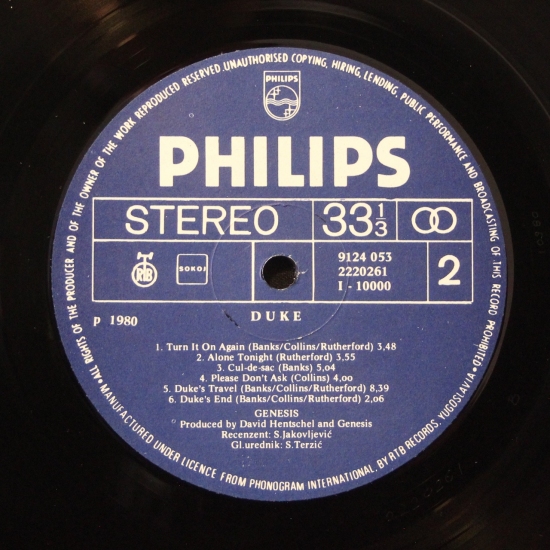 ALL RIGHTS OF THE PRODUCER AND OF THE OWNER OF THE WORK REPRODUCED RESERVED. UNAUTHORISED COPYING, HIRING, LENDING, PUBLIC PERFORMANCE AND BROADCASTING OF THIS RECORD PROHIBITED •
PHILIPS
PHILIPS
STEREO 33 1/3
RTB SOKOJ
9124 053
2220261
I - 10000
2
DUKE
p 1980
1. Turn It On Again (Banks/Collins/Rutherford) 3,48
2. Alone Tonight (Rutherford) 3,55
3. Cul-de-sac (Banks) 5,04
4. Please Don't Ask (Collins) 4,00
5. Duke's Travel (Banks/Collins/Rutherford) 8,39
6. Duke's End (Banks/Collins/Rutherford) 2,06
GENESIS
Produced by David Hentschel and Genesis
Recenzent: S.Jakovljević
Gl.urednik: S.Terzić
• MANUFACTURED UNDER LICENCE FROM PHONOGRAM INTERNATIONAL, BY RTB RECORDS, YUGOSLAVIA •